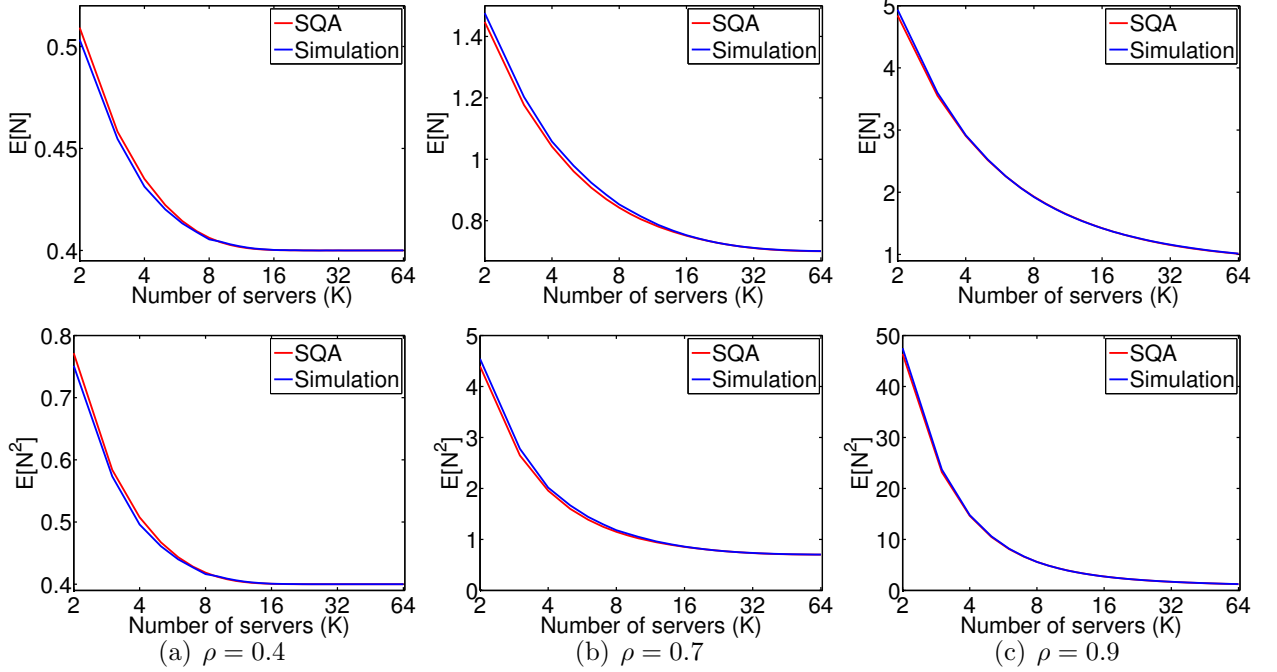 SQA
Simulation
0.5
0.45
0.4
E[N]
2 4 8 16 32 64
Number of servers (K)
SQA
Simulation
1.4
1.2
1
0.8
E[N]
2 4 8 16 32 64
Number of servers (K)
SQA
Simulation
5
4
3
2
1
E[N]
2 4 8 16 32 64
Number of servers (K)
SQA
Simulation
0.8
0.7
0.6
0.5
0.4
E[N²]
2 4 8 16 32 64
Number of servers (K)
(a) ρ = 0.4
SQA
Simulation
5
4
3
2
1
0
E[N²]
2 4 8 16 32 64
Number of servers (K)
(b) ρ = 0.7
SQA
Simulation
50
40
30
20
10
0
E[N²]
2 4 8 16 32 64
Number of servers (K)
(c) ρ = 0.9